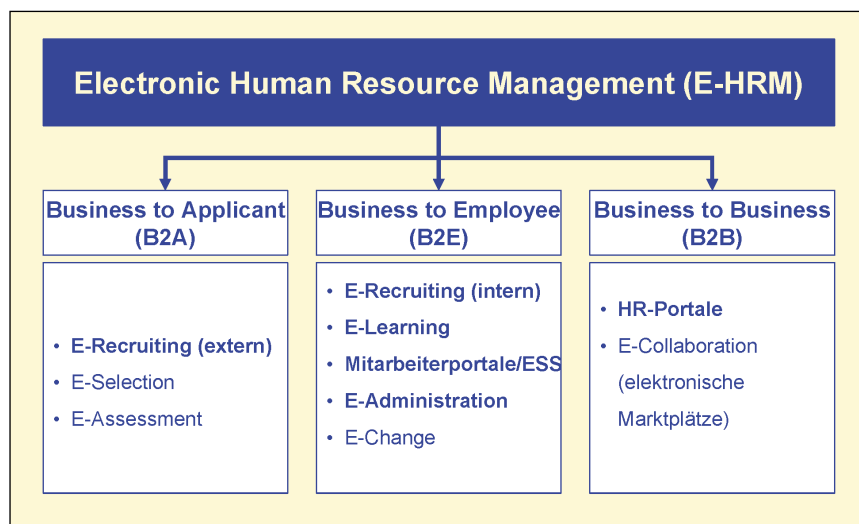 Electronic Human Resource Management (E-HRM)
Business to Applicant
(B2A)
• E-Recruiting (extern)
• E-Selection
• E-Assessment
Business to Employee
(B2E)
• E-Recruiting (intern)
• E-Learning
• Mitarbeiterportale/ESS
• E-Administration
• E-Change
Business to Business
(B2B)
• HR-Portale
• E-Collaboration
(elektronische
Marktplätze)